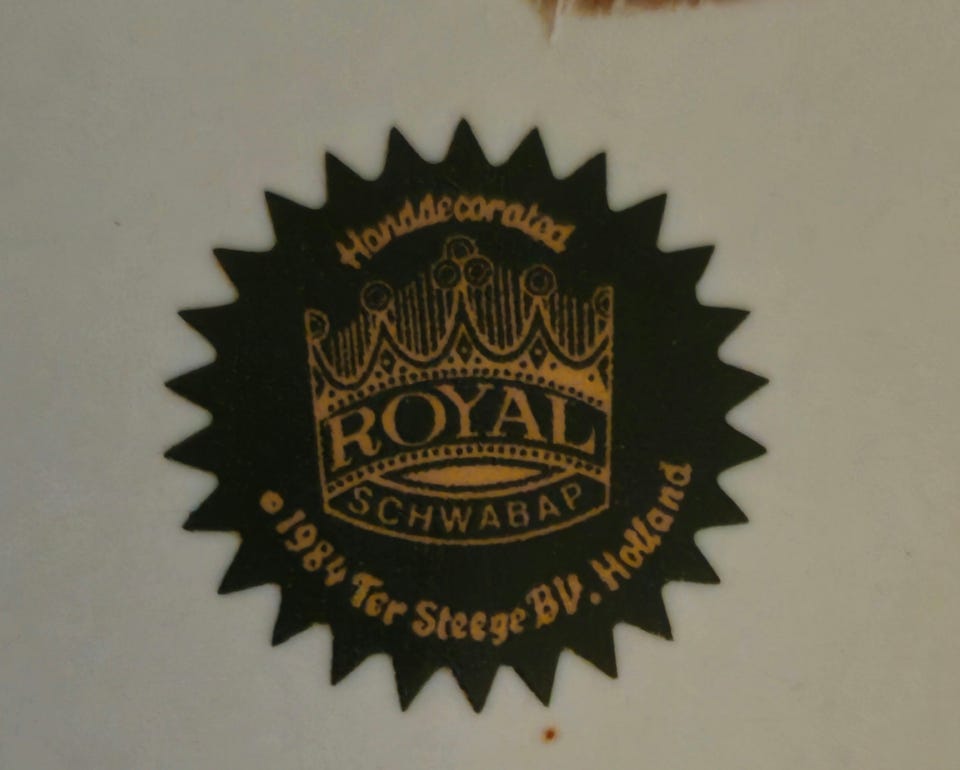 Handdecorated
ROYAL
SCHWABAP
©1984 Ter Steege BV. Holland